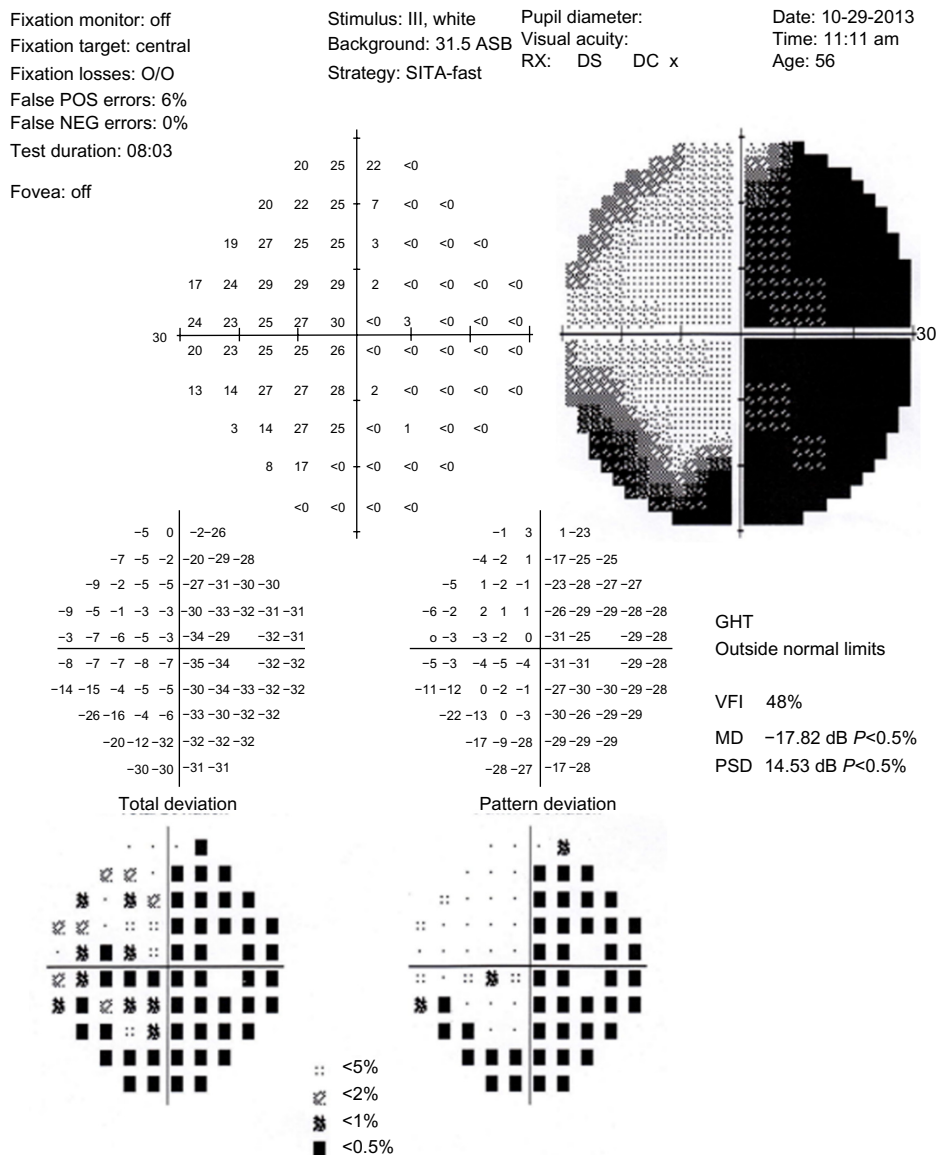 Fixation monitor: off
Fixation target: central
Fixation losses: O/O
False POS errors: 6%
False NEG errors: 0%
Test duration: 08:03
Fovea: off
Stimulus: III, white
Background: 31.5 ASB
Strategy: SITA-fast
Pupil diameter:
Visual acuity:
RX: DS DC x
Date: 10-29-2013
Time: 11:11 am
Age: 56
20 25 22 <0
20 22 25 7 <0 <0
19 27 25 25 3 <0 <0 <0
17 24 29 29 29 2 <0 <0 <0 <0
24 23 25 27 30 <0 3 <0 <0 <0
30 30
20 23 25 25 26 <0 <0 <0 <0 <0
13 14 27 27 28 2 <0 <0 <0 <0
3 14 27 25 <0 1 <0 <0
8 17 <0 <0 <0 <0
<0 <0 <0 <0
−5 0 −2 −26
−7 −5 −2 −20 −29 −28
−9 −2 −5 −5 −27 −31 −30 −30
−9 −5 −1 −3 −3 −30 −33 −32 −31 −31
−3 −7 −6 −5 −3 −34 −29 −32 −31
−8 −7 −7 −8 −7 −35 −34 −32 −32
−14 −15 −4 −5 −5 −30 −34 −33 −32 −32
−26 −16 −4 −6 −33 −30 −32 −32
−20 −12 −32 −32 −32 −32
−30 −30 −31 −31
Total deviation
−1 3 1 −23
−4 −2 1 −17 −25 −25
−5 1 −2 −1 −23 −28 −27 −27
−6 −2 2 1 1 −26 −29 −29 −28 −28
o −3 −3 −2 0 −31 −25 −29 −28
−5 −3 −4 −5 −4 −31 −31 −29 −28
−11 −12 0 −2 −1 −27 −30 −30 −29 −28
−22 −13 0 −3 −30 −26 −29 −29
−17 −9 −28 −29 −29 −29
−28 −27 −17 −28
Pattern deviation
GHT
Outside normal limits
VFI 48%
MD −17.82 dB P<0.5%
PSD 14.53 dB P<0.5%
<5%
<2%
<1%
<0.5%